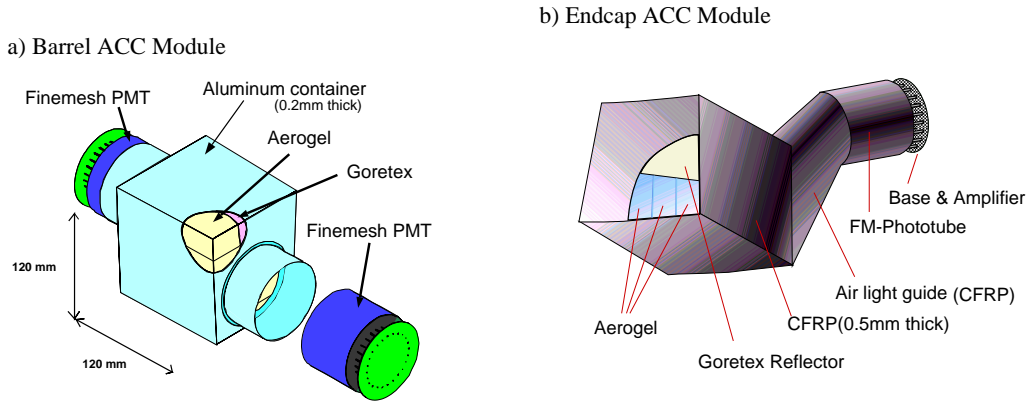 a) Barrel ACC Module
Finemesh PMT
Aluminum container
(0.2mm thick)
Aerogel
Goretex
Finemesh PMT
120 mm
120 mm
b) Endcap ACC Module
Base & Amplifier
FM-Phototube
Air light guide (CFRP)
CFRP(0.5mm thick)
Aerogel
Goretex Reflector